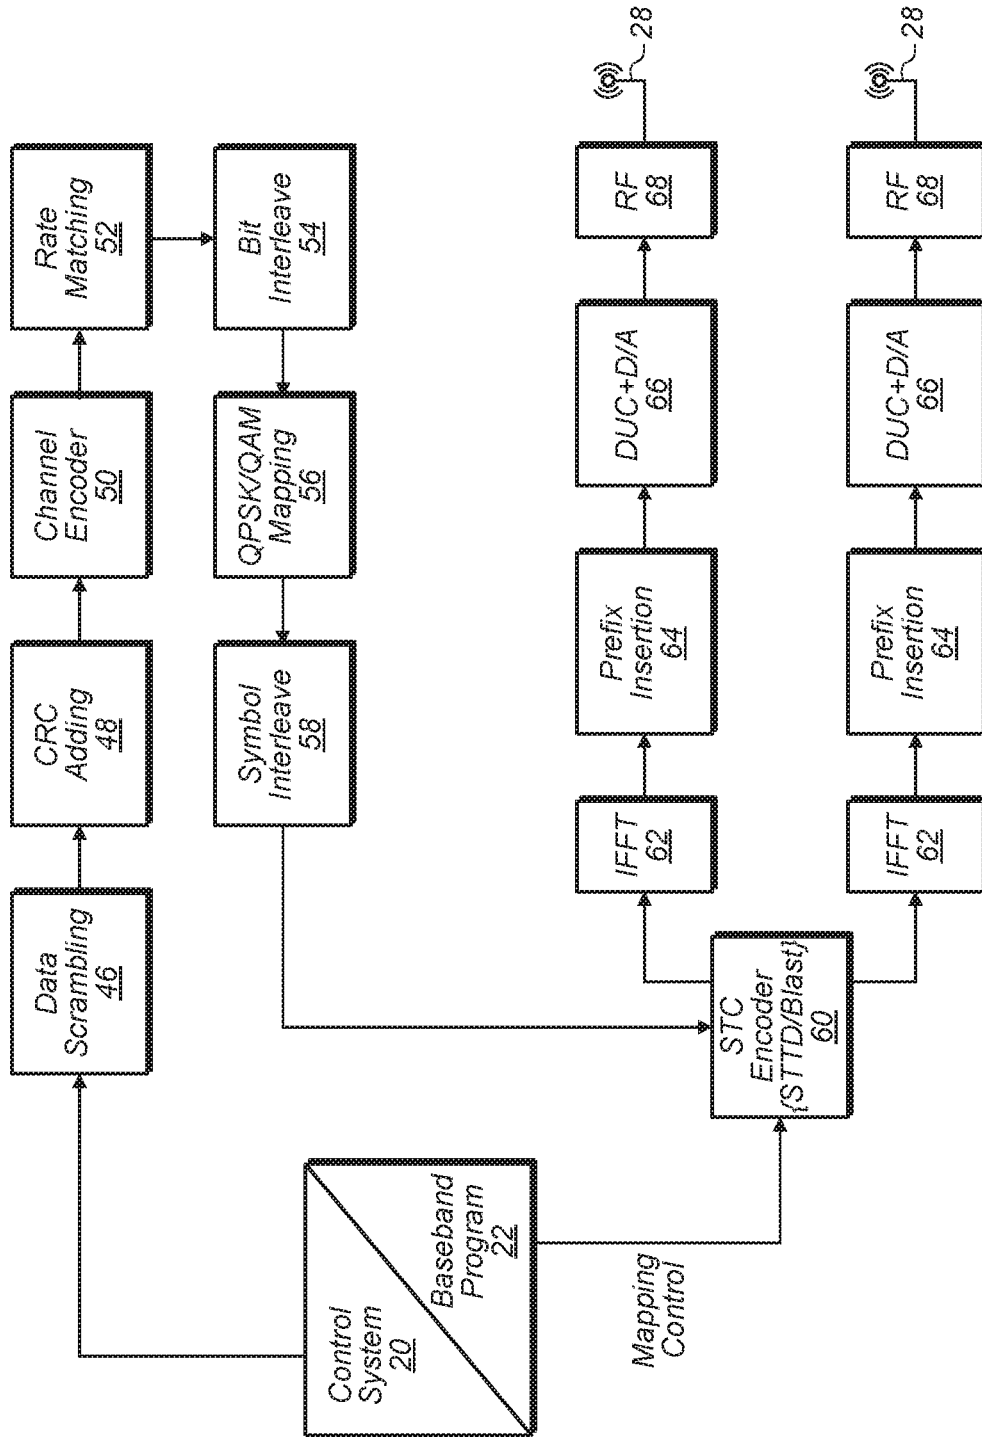 Control
System
20
Baseband
Program
22
Mapping
Control
Data
Scrambling
46
CRC
Adding
48
Channel
Encoder
50
Rate
Matching
52
Bit
Interleave
54
QPSK/QAM
Mapping
56
Symbol
Interleave
58
STC
Encoder
{STTD/Blast}
60
IFFT
62
Prefix
Insertion
64
DUC+D/A
66
RF
68
28
IFFT
62
Prefix
Insertion
64
DUC+D/A
66
RF
68
28